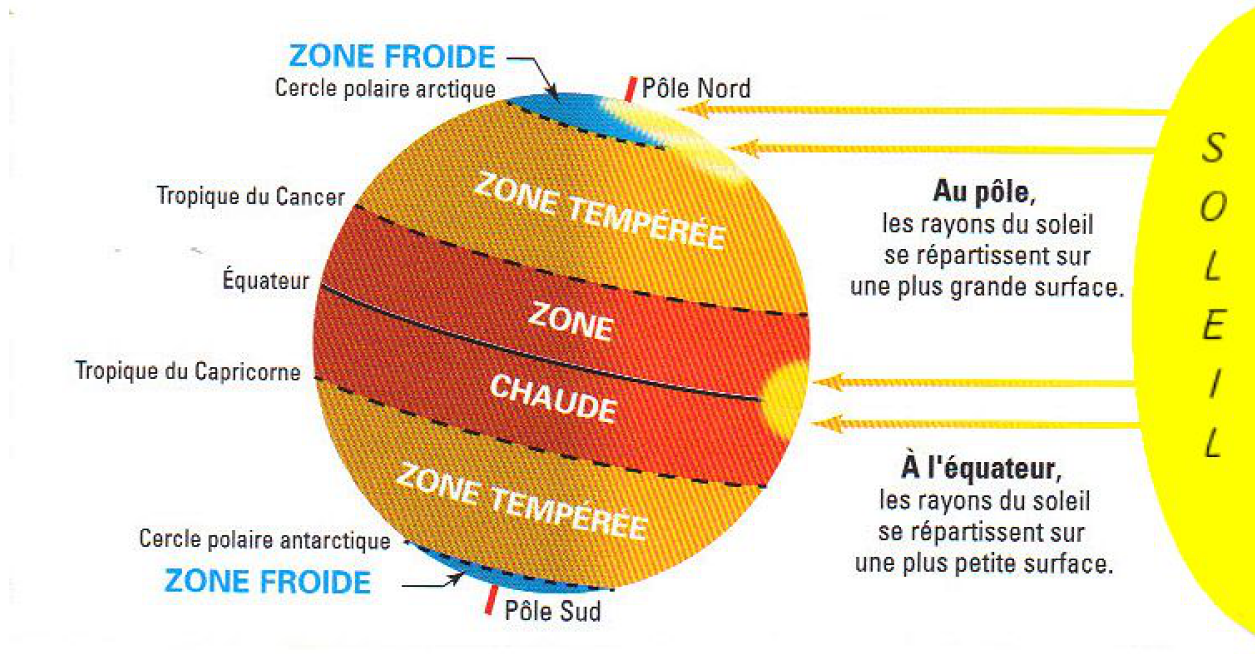 ZONE FROIDE
Cercle polaire arctique
Pôle Nord
Tropique du Cancer
ZONE TEMPÉRÉE
Au pôle,
les rayons du soleil
se répartissent sur
une plus grande surface.
Équateur
ZONE
CHAUDE
Tropique du Capricorne
À l'équateur,
les rayons du soleil
se répartissent sur
une plus petite surface.
ZONE TEMPÉRÉE
Cercle polaire antarctique
ZONE FROIDE
Pôle Sud
SOLEIL